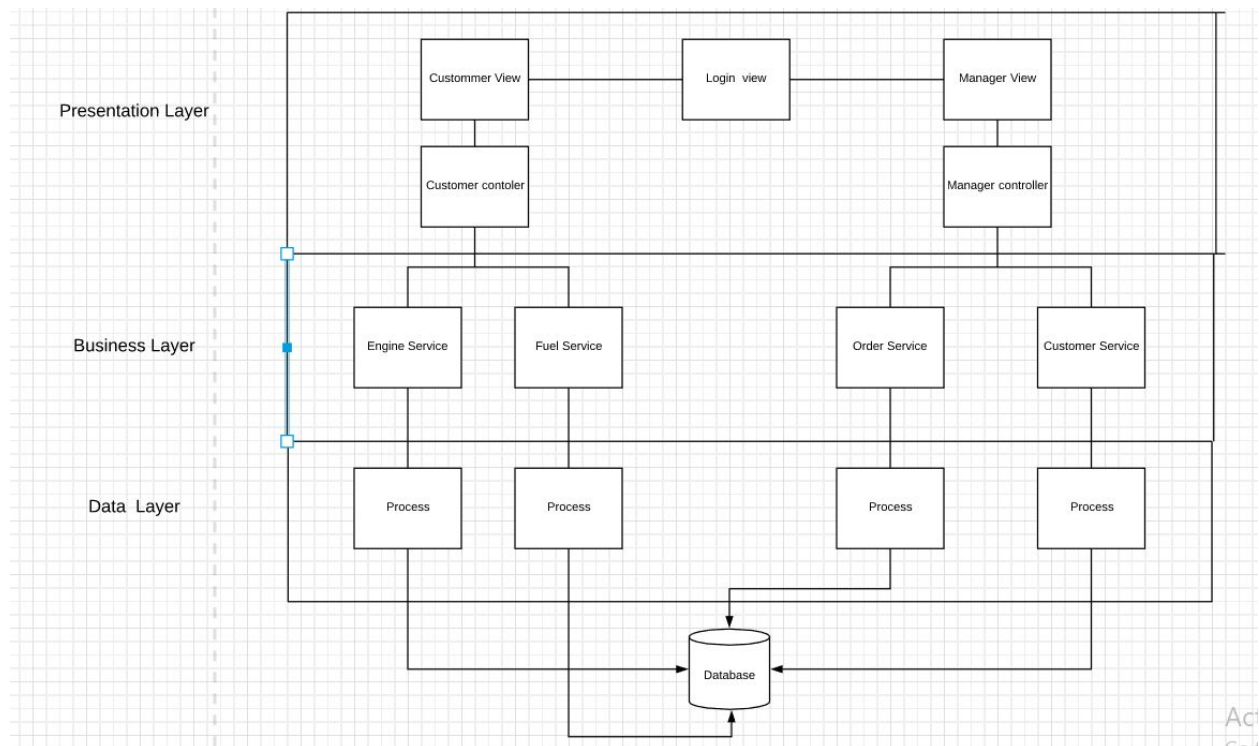 Custommer View
Login view
Manager View
Presentation Layer
Customer contoler
Manager controller
Business Layer
Engine Service
Fuel Service
Order Service
Customer Service
Data Layer
Process
Process
Process
Process
Database
Act